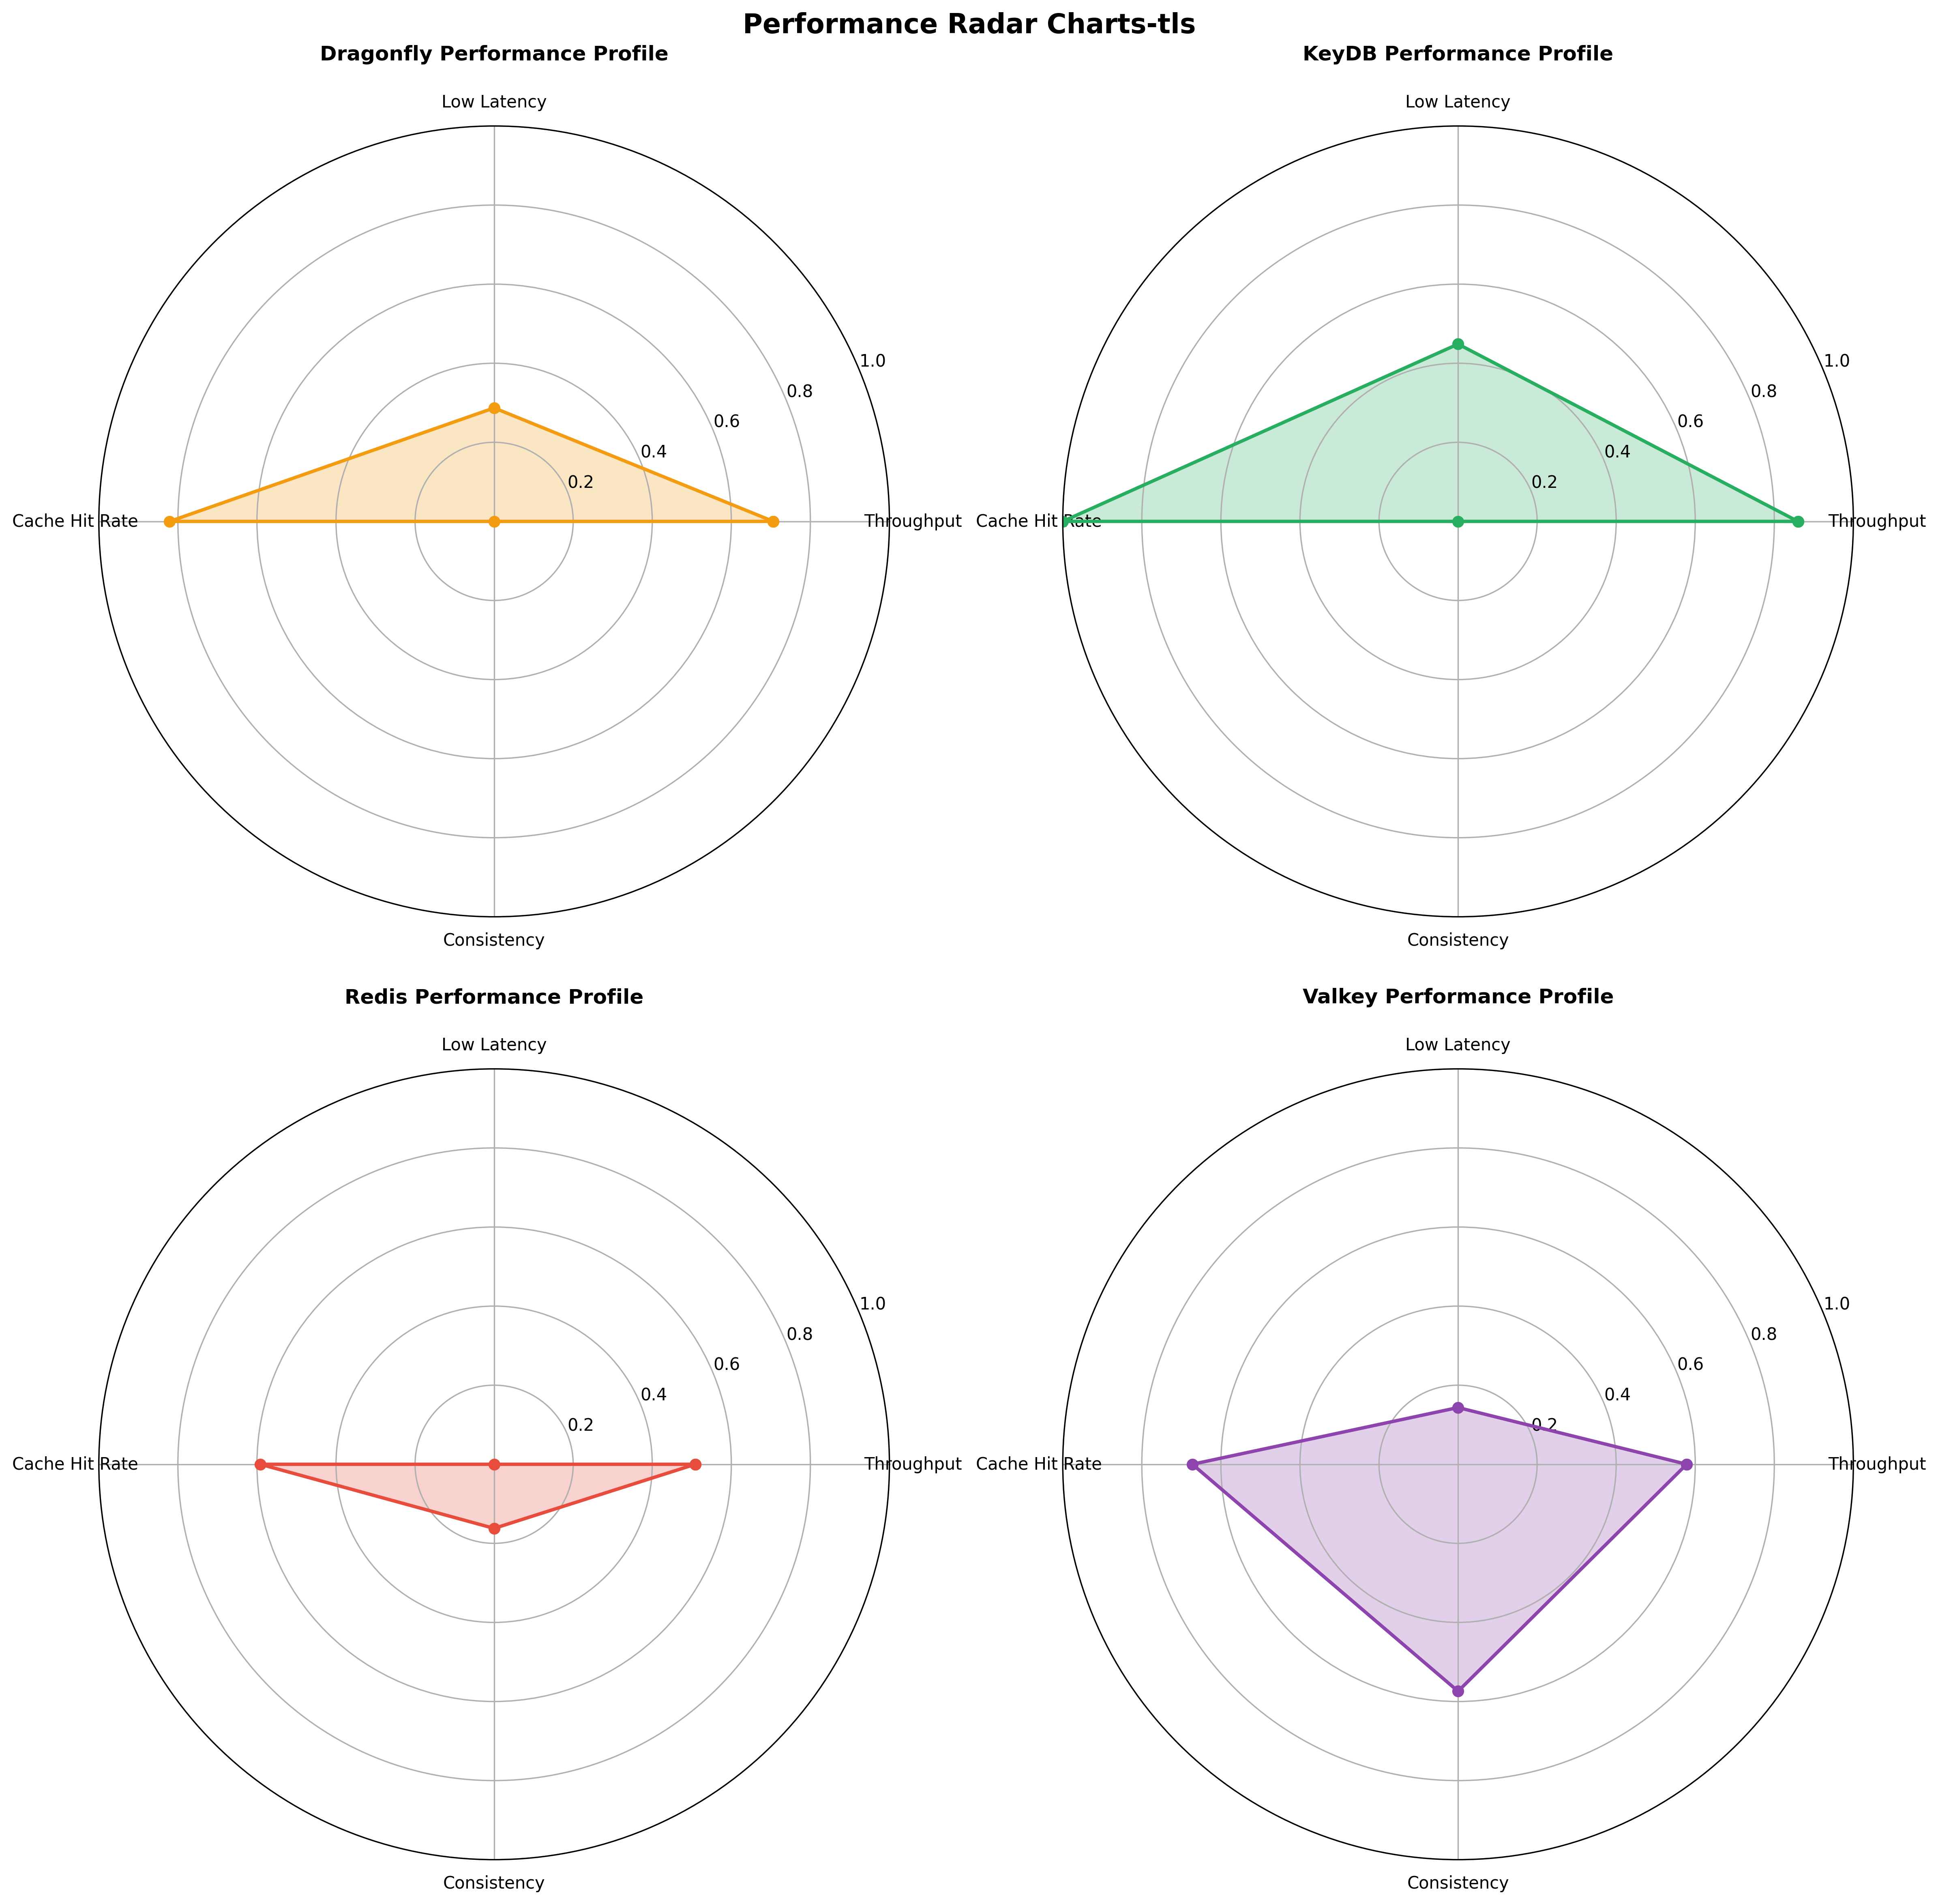 Performance Radar Charts-tls
Dragonfly Performance Profile
Low Latency
1.0
0.8
0.6
0.4
0.2
Cache Hit Rate
Throughput
Consistency
KeyDB Performance Profile
Low Latency
1.0
0.8
0.6
0.4
0.2
Cache Hit Rate
Throughput
Consistency
Redis Performance Profile
Low Latency
1.0
0.8
0.6
0.4
0.2
Cache Hit Rate
Throughput
Consistency
Valkey Performance Profile
Low Latency
1.0
0.8
0.6
0.4
0.2
Cache Hit Rate
Throughput
Consistency